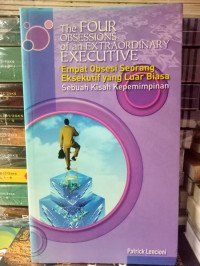 The FOUR
OBSESSIONS
of an EXTRAORDINARY
EXECUTIVE
Empat Obsesi Seorang
Eksekutif yang Luar Biasa
Sebuah Kisah Kepemimpinan
Patrick Lencioni